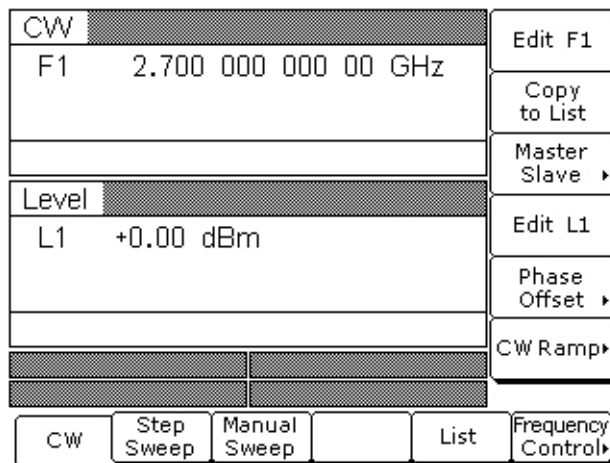 CW
F1 2.700 000 000 00 GHz
Level
L1 +0.00 dBm
Edit F1
Copy
to List
Master
Slave
Edit L1
Phase
Offset
CW Ramp
CW
Step
Sweep
Manual
Sweep
List
Frequency
Control